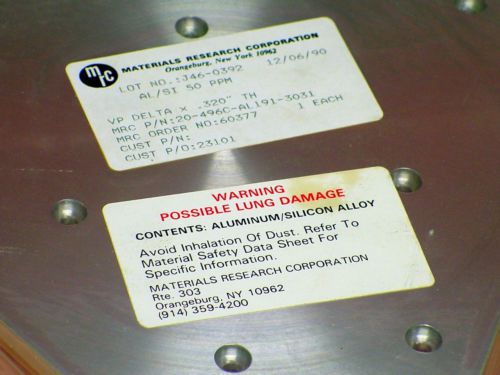 mrc MATERIALS RESEARCH CORPORATION
Orangeburg, New York 10962
LOT NO.:J46-0392 12/06/90
AL/SI 50 PPM
VP DELTA x .320" TH
MRC P/N:20-496C-AL191-3031
MRC ORDER NO:60377 1 EACH
CUST P/N:
CUST P/O:23101
WARNING
POSSIBLE LUNG DAMAGE
CONTENTS: ALUMINUM/SILICON ALLOY
Avoid Inhalation Of Dust. Refer To
Material Safety Data Sheet For
Specific Information.
MATERIALS RESEARCH CORPORATION
Rte. 303
Orangeburg, NY 10962
(914) 359-4200